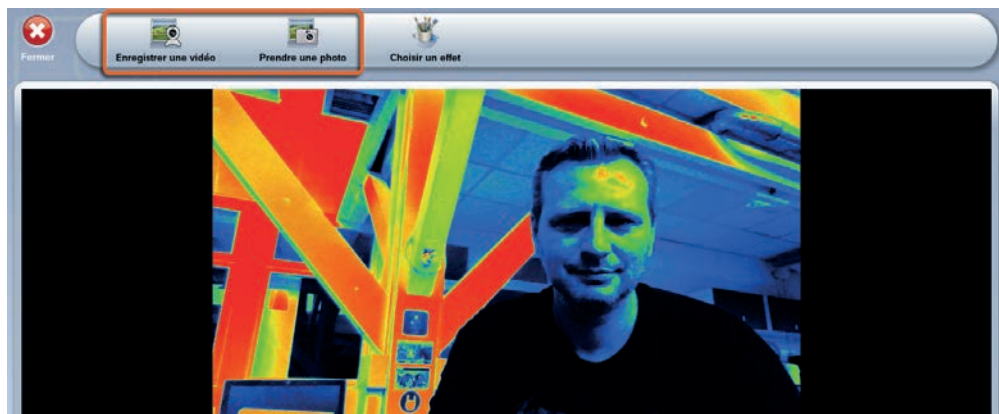 Fermer
Enregistrer une vidéo
Prendre une photo
Choisir un effet